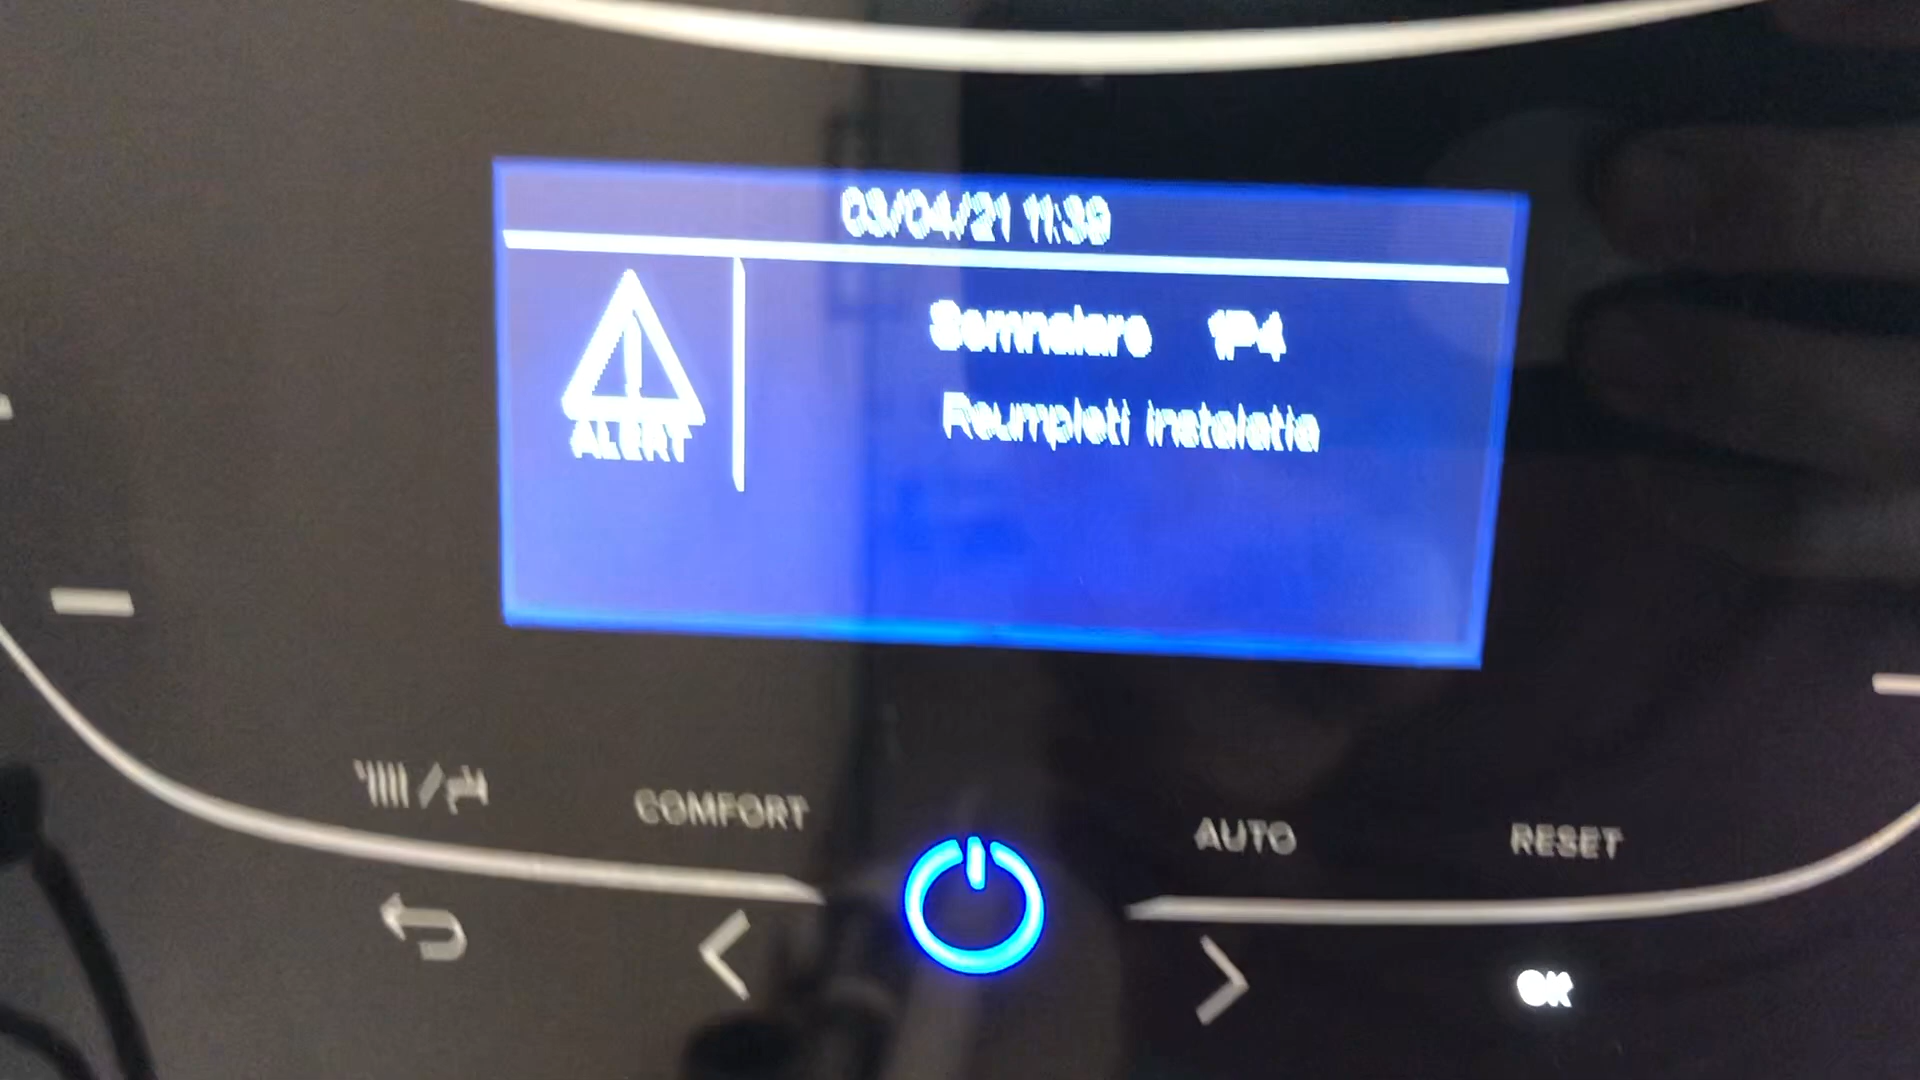 03/04/21 11:39
ALERT
Semnalare 1P4
Reumpleti instalatia
COMFORT
AUTO
RESET
OK